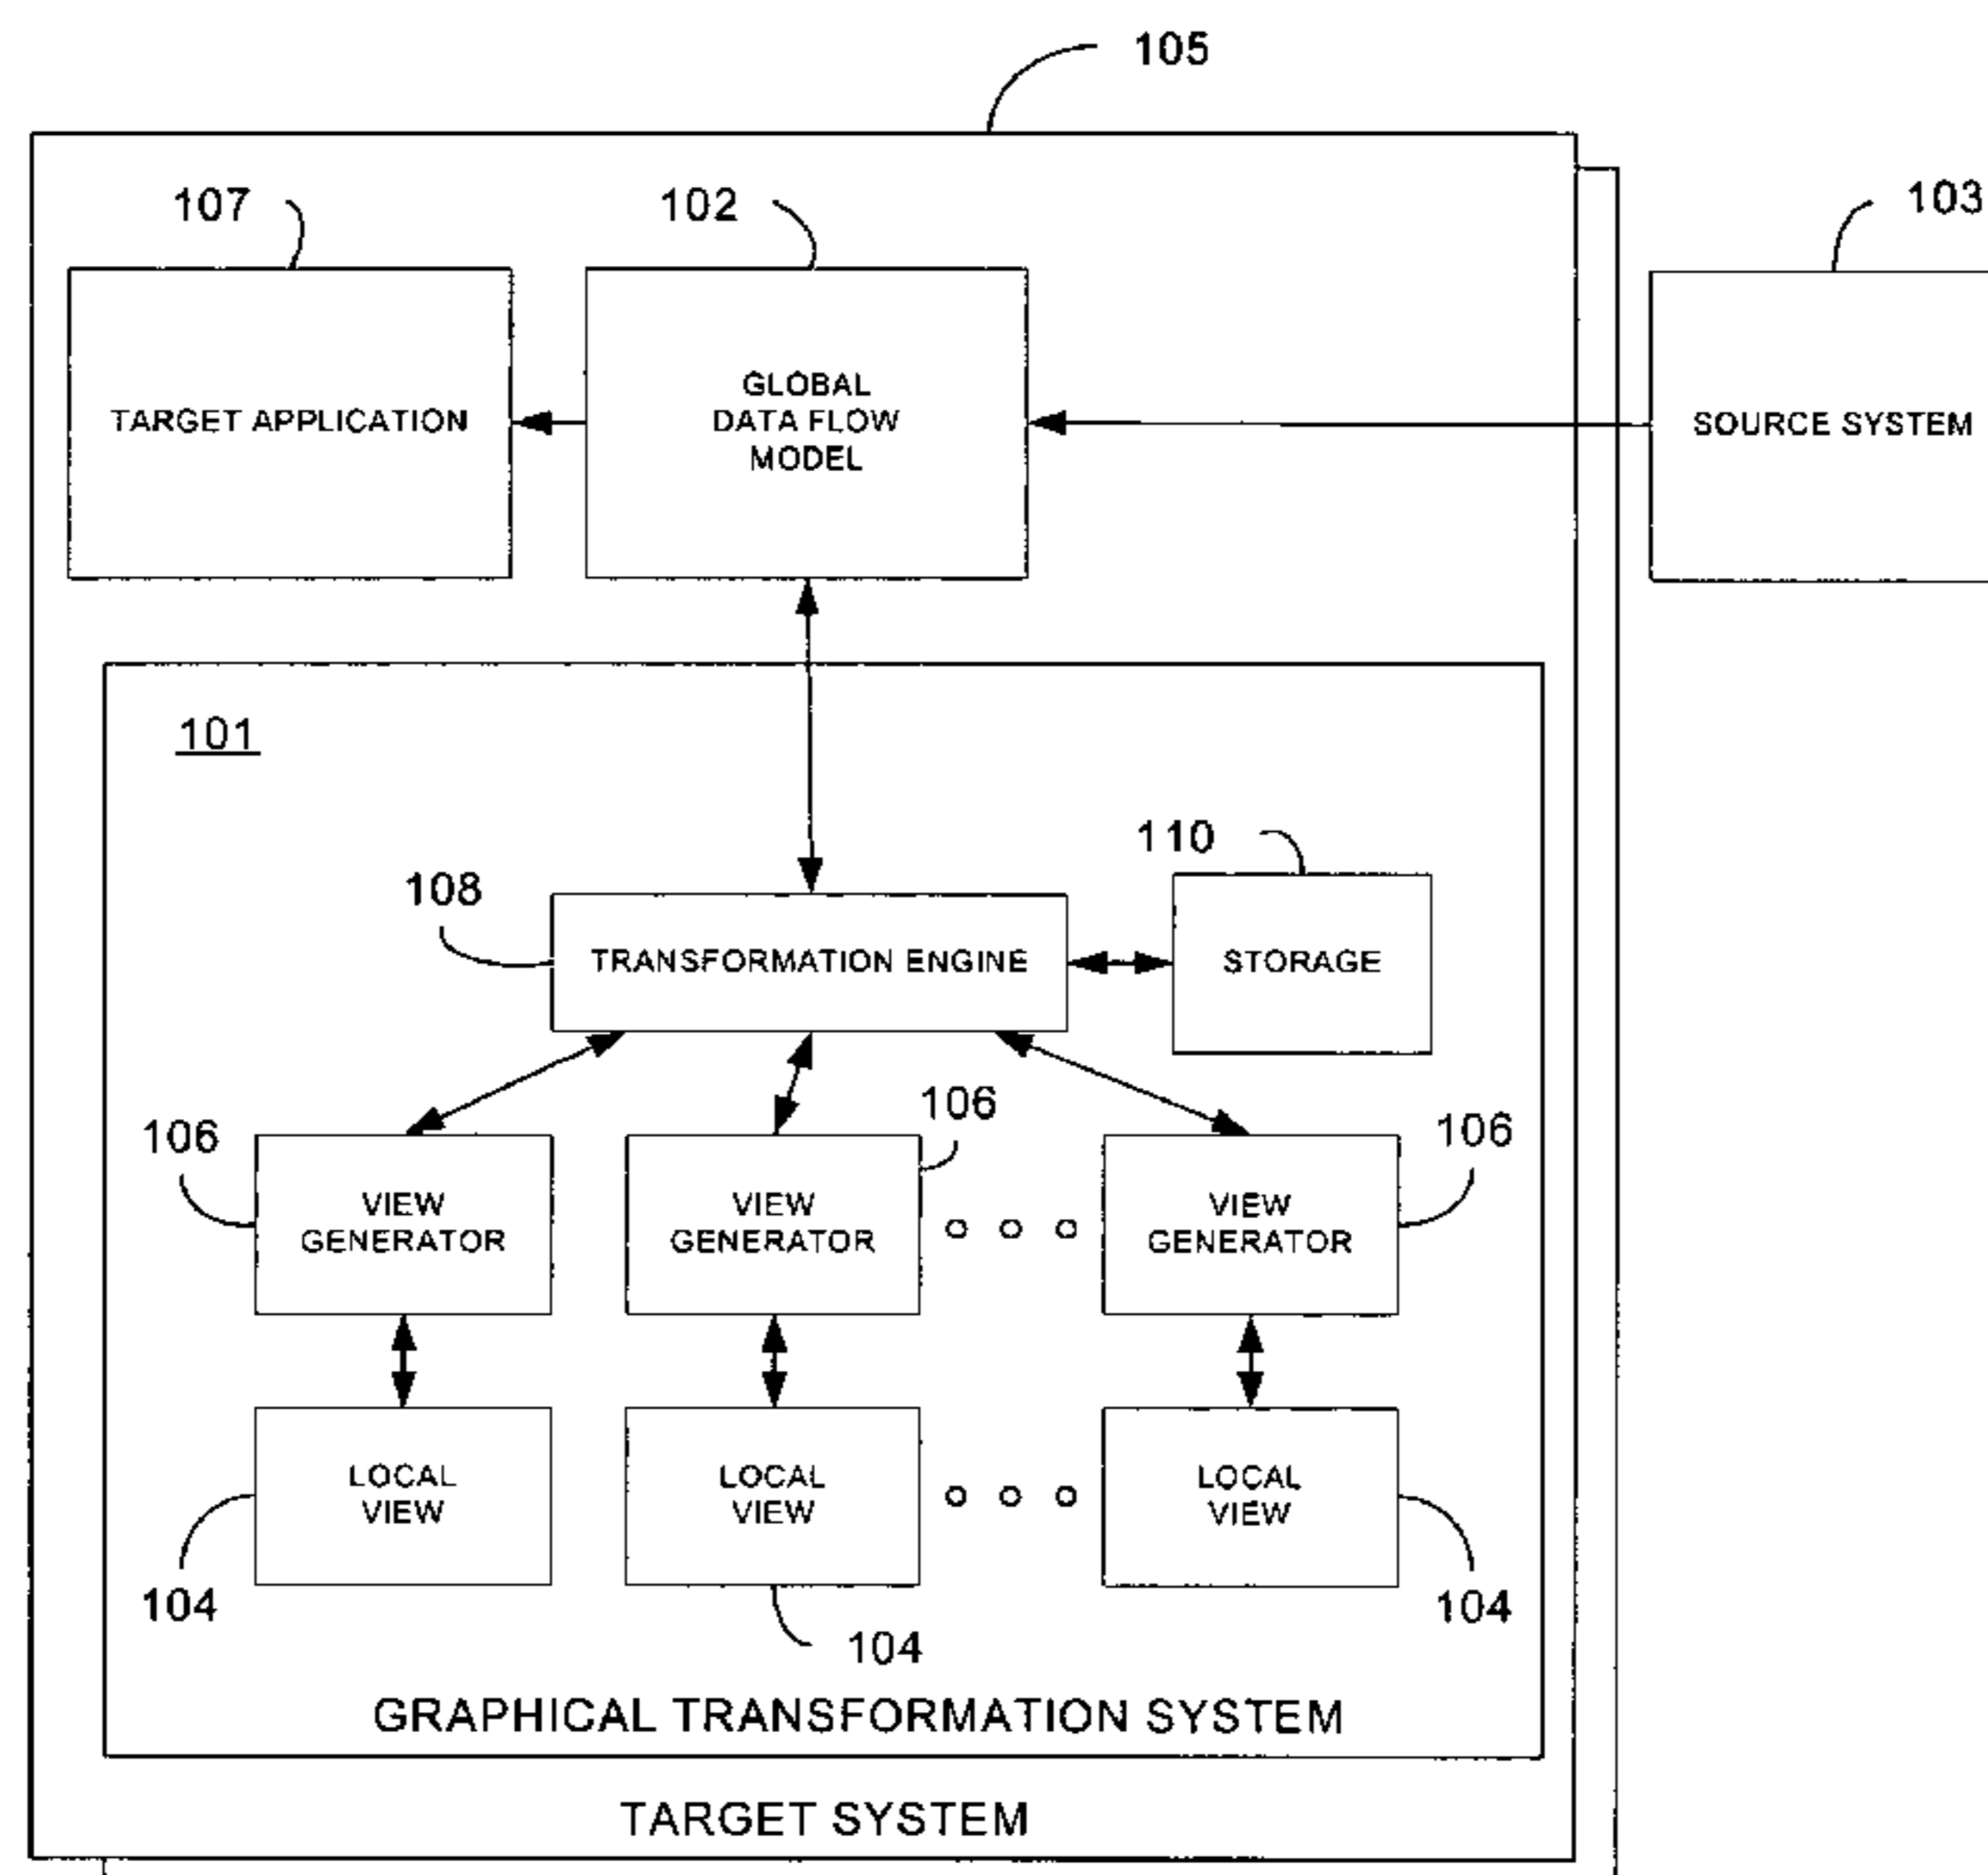 105
107
102
103
TARGET APPLICATION
GLOBAL
DATA FLOW
MODEL
SOURCE SYSTEM
101
110
108
TRANSFORMATION ENGINE
STORAGE
106
106
106
VIEW
GENERATOR
VIEW
GENERATOR
VIEW
GENERATOR
LOCAL
VIEW
LOCAL
VIEW
LOCAL
VIEW
104
104
104
GRAPHICAL TRANSFORMATION SYSTEM
TARGET SYSTEM